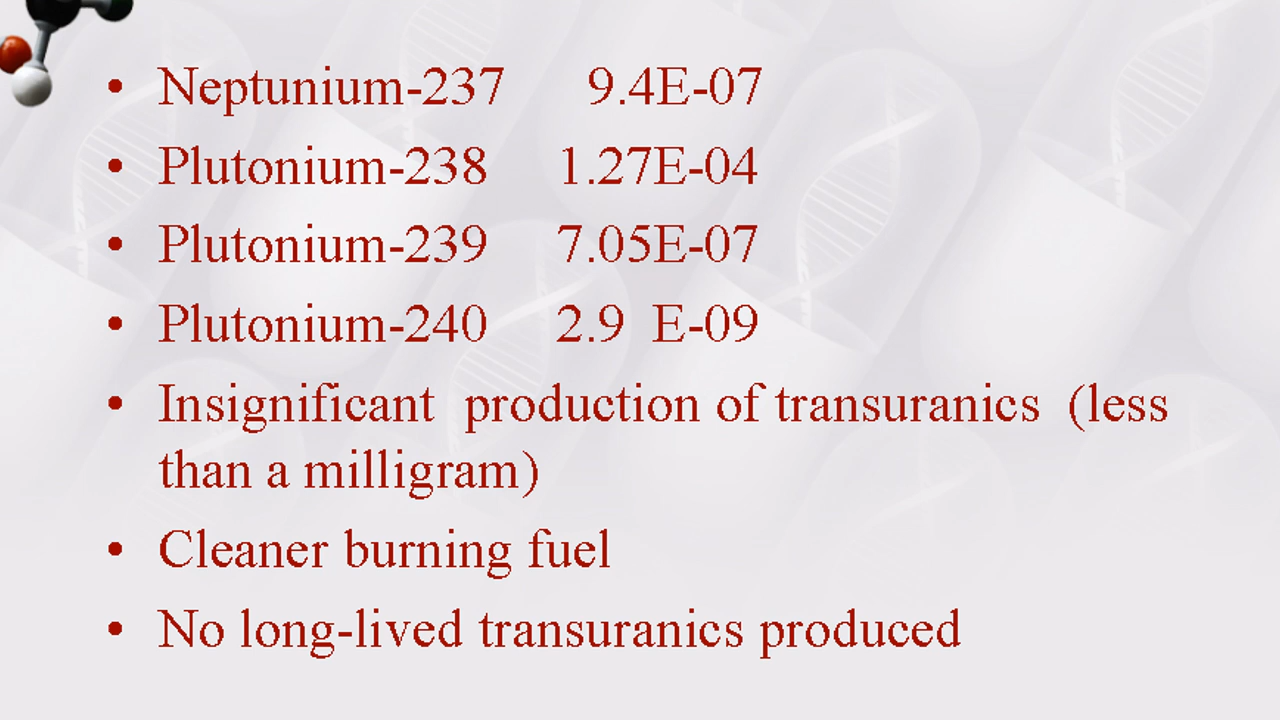 • Neptunium-237 9.4E-07
• Plutonium-238 1.27E-04
• Plutonium-239 7.05E-07
• Plutonium-240 2.9 E-09
• Insignificant production of transuranics (less
than a milligram)
• Cleaner burning fuel
• No long-lived transuranics produced